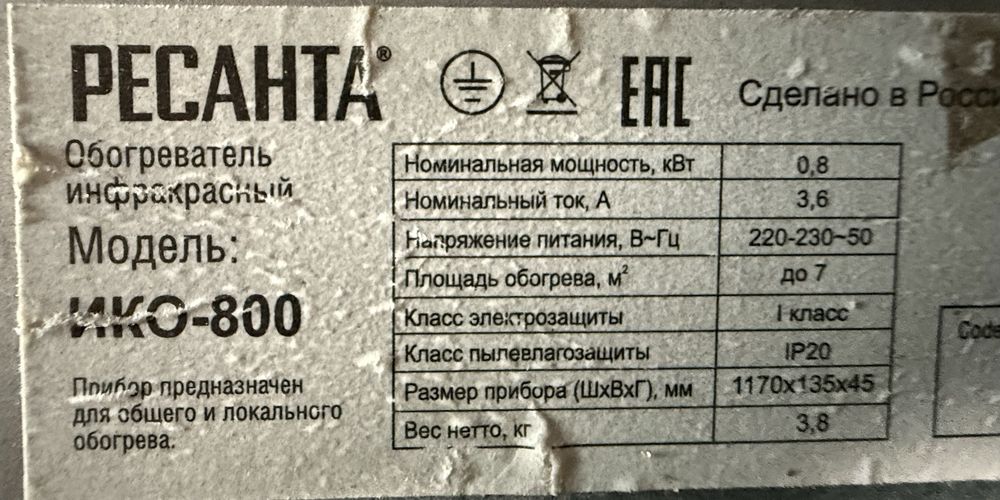 РЕСАНТА®
EAC
Сделано в Росси
Обогреватель
инфракрасный
Модель:
ИКО-800
Прибор предназначен
для общего и локального
обогрева.
Номинальная мощность, кВт 0,8
Номинальный ток, А 3,6
Напряжение питания, В~Гц 220-230~50
Площадь обогрева, м² до 7
Класс электрозащиты I класс
Класс пылевлагозащиты IP20
Размер прибора (ШхВхГ), мм 1170х135х45
Вес нетто, кг 3,8
Code